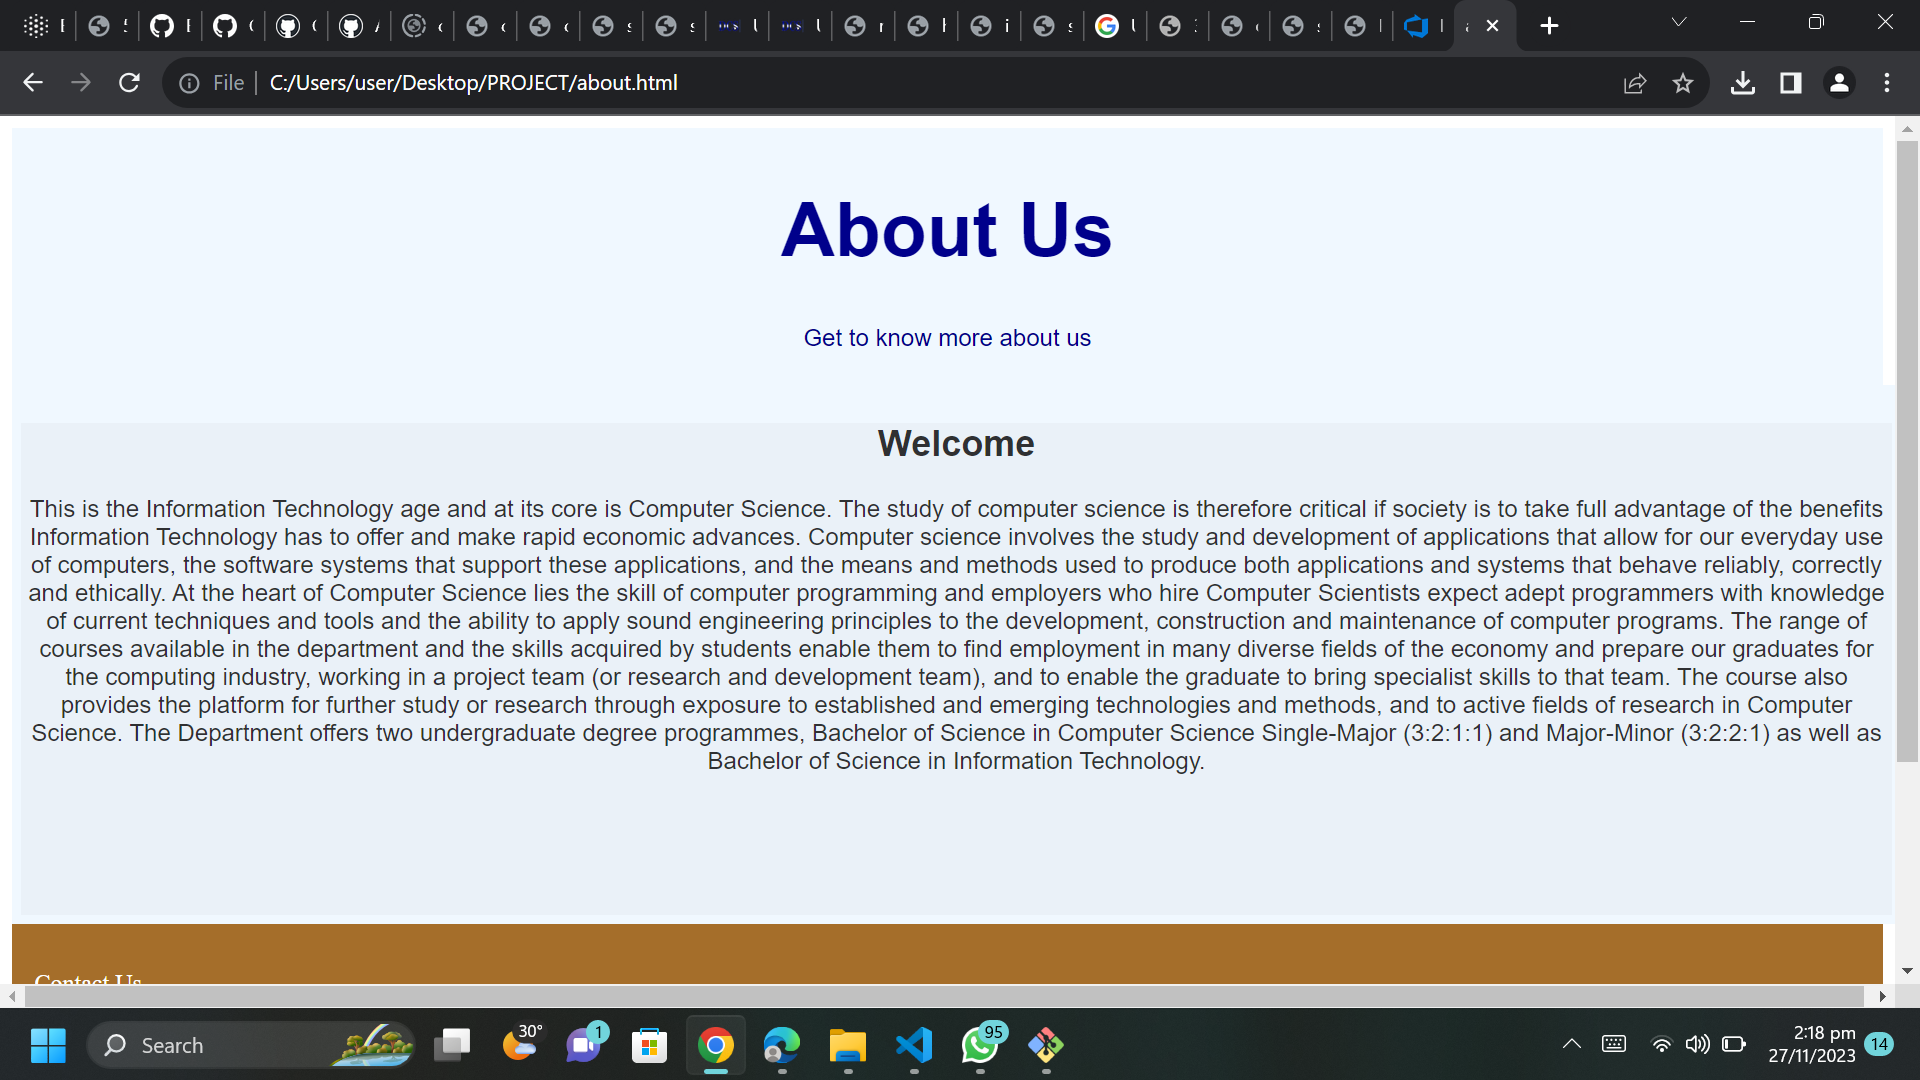 File
C:/Users/user/Desktop/PROJECT/about.html
About Us
Get to know more about us
Welcome
This is the Information Technology age and at its core is Computer Science. The study of computer science is therefore critical if society is to take full advantage of the benefits
Information Technology has to offer and make rapid economic advances. Computer science involves the study and development of applications that allow for our everyday use
of computers, the software systems that support these applications, and the means and methods used to produce both applications and systems that behave reliably, correctly
and ethically. At the heart of Computer Science lies the skill of computer programming and employers who hire Computer Scientists expect adept programmers with knowledge
of current techniques and tools and the ability to apply sound engineering principles to the development, construction and maintenance of computer programs. The range of
courses available in the department and the skills acquired by students enable them to find employment in many diverse fields of the economy and prepare our graduates for
the computing industry, working in a project team (or research and development team), and to enable the graduate to bring specialist skills to that team. The course also
provides the platform for further study or research through exposure to established and emerging technologies and methods, and to active fields of research in Computer
Science. The Department offers two undergraduate degree programmes, Bachelor of Science in Computer Science Single-Major (3:2:1:1) and Major-Minor (3:2:2:1) as well as
Bachelor of Science in Information Technology.
Contact Us
Search
30°
1
95
2:18 pm
27/11/2023
14